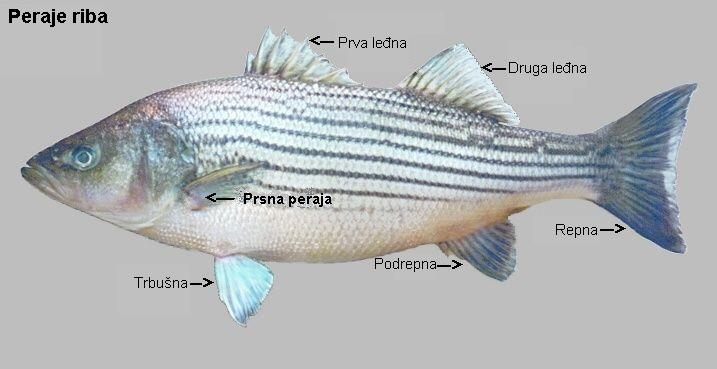 Peraje riba
Prva leđna
Druga leđna
Prsna peraja
Repna
Podrepna
Trbušna